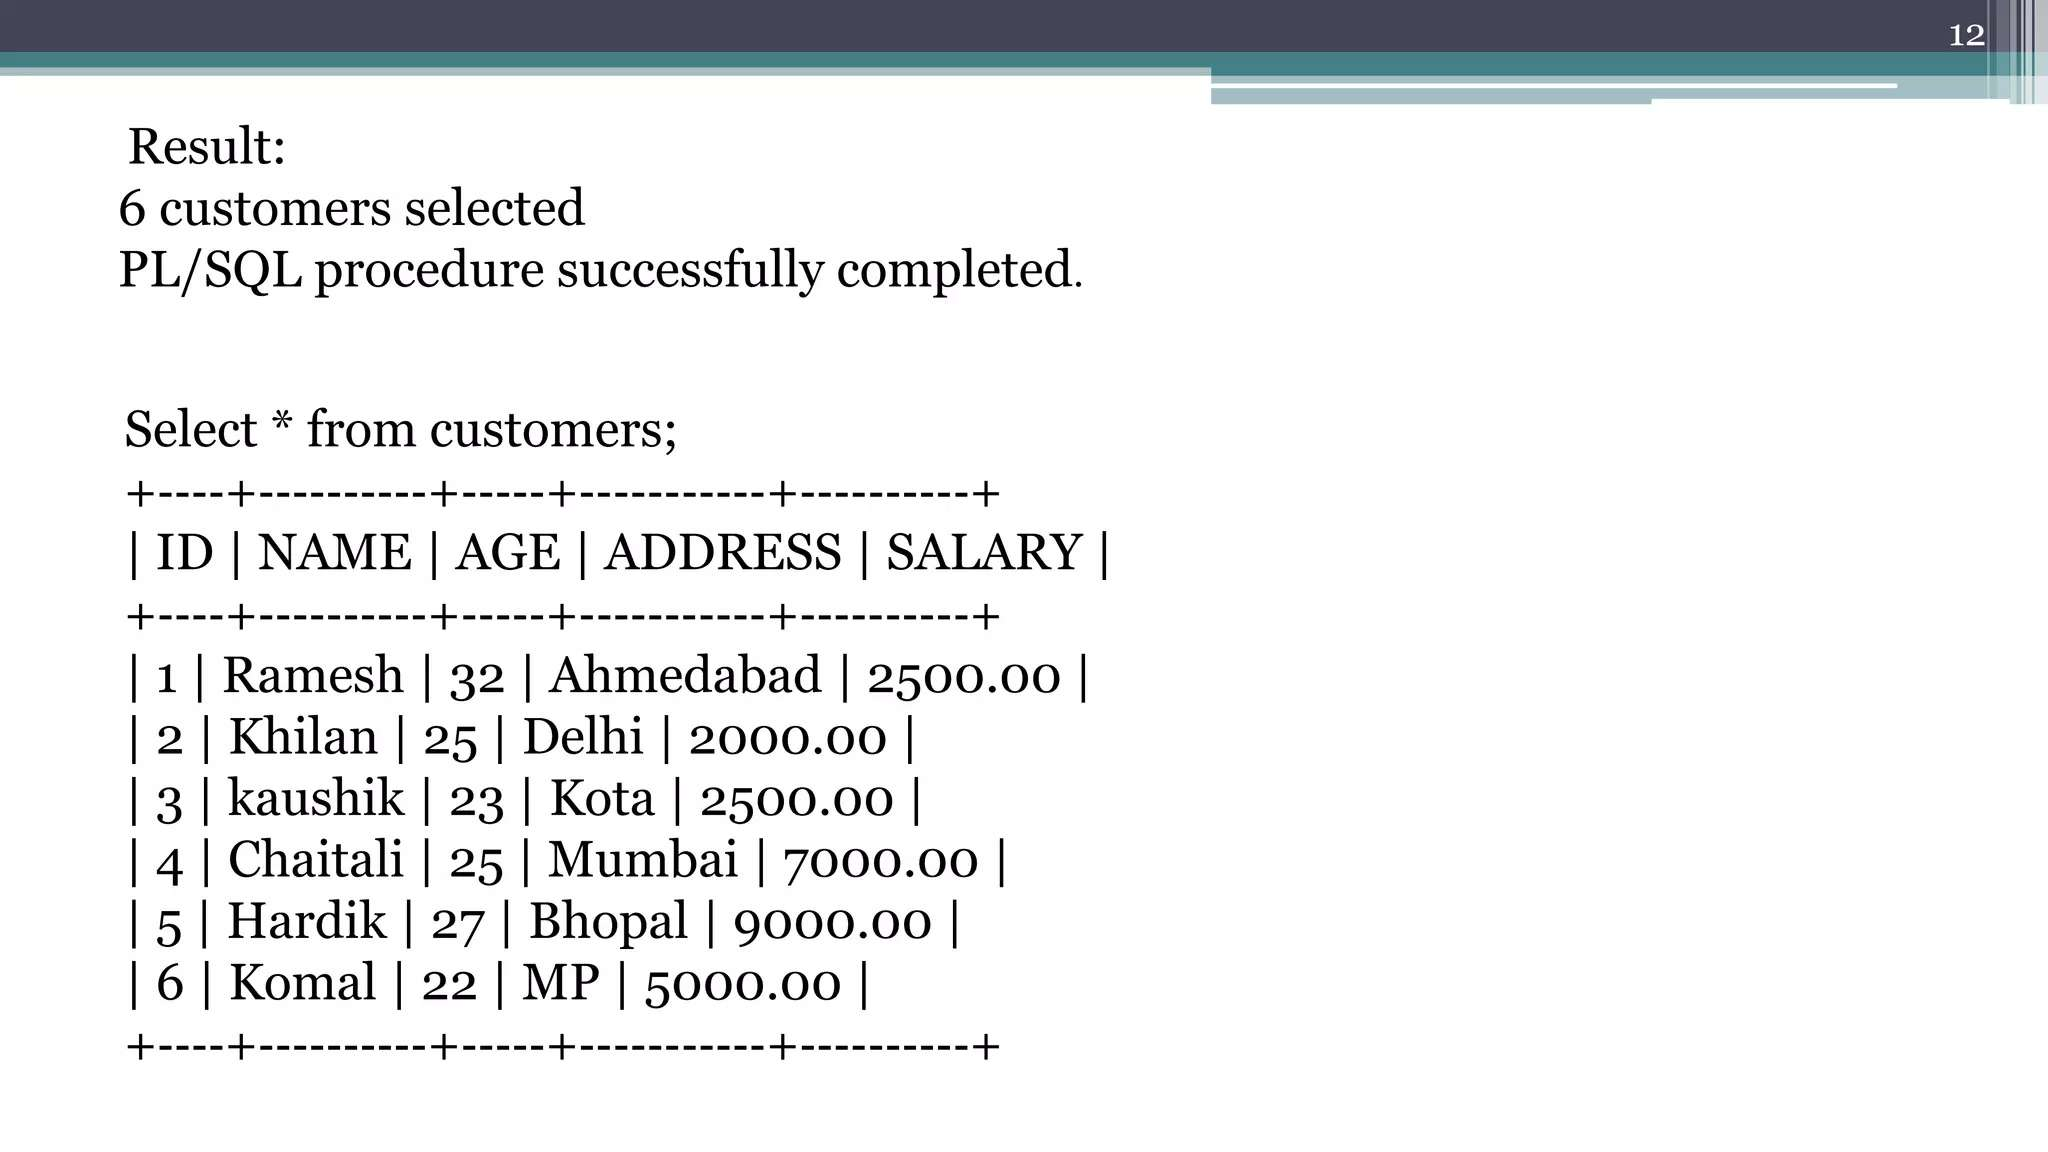 12
Result:
6 customers selected
PL/SQL procedure successfully completed.
Select * from customers;
+----+----------+-----+-----------+----------+
| ID | NAME | AGE | ADDRESS | SALARY |
+----+----------+-----+-----------+----------+
| 1 | Ramesh | 32 | Ahmedabad | 2500.00 |
| 2 | Khilan | 25 | Delhi | 2000.00 |
| 3 | kaushik | 23 | Kota | 2500.00 |
| 4 | Chaitali | 25 | Mumbai | 7000.00 |
| 5 | Hardik | 27 | Bhopal | 9000.00 |
| 6 | Komal | 22 | MP | 5000.00 |
+----+----------+-----+-----------+----------+